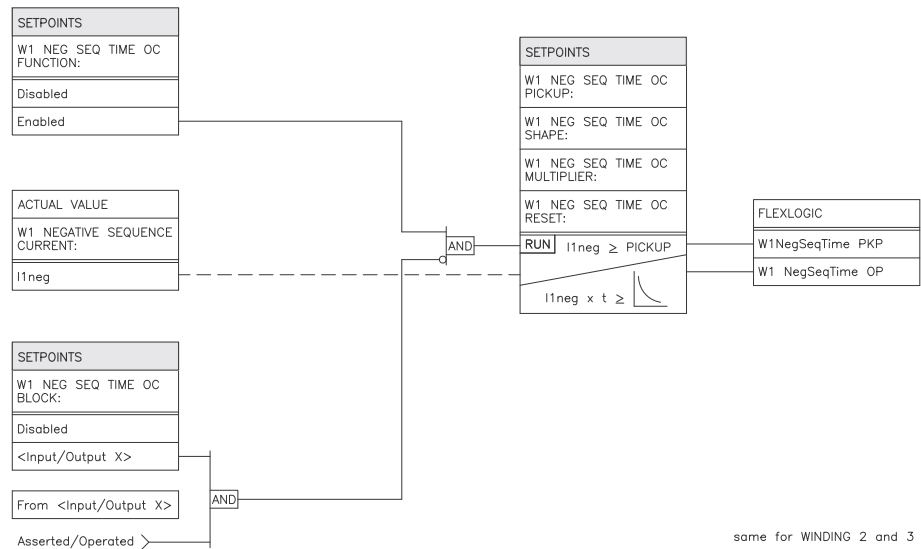 SETPOINTS
W1 NEG SEQ TIME OC
FUNCTION:
Disabled
Enabled
ACTUAL VALUE
W1 NEGATIVE SEQUENCE
CURRENT:
I1neg
SETPOINTS
W1 NEG SEQ TIME OC
BLOCK:
Disabled
<Input/Output X>
From <Input/Output X>
Asserted/Operated
AND
AND
SETPOINTS
W1 NEG SEQ TIME OC
PICKUP:
W1 NEG SEQ TIME OC
SHAPE:
W1 NEG SEQ TIME OC
MULTIPLIER:
W1 NEG SEQ TIME OC
RESET:
RUN I1neg ≥ PICKUP
I1neg x t ≥
FLEXLOGIC
W1NegSeqTime PKP
W1 NegSeqTime OP
same for WINDING 2 and 3